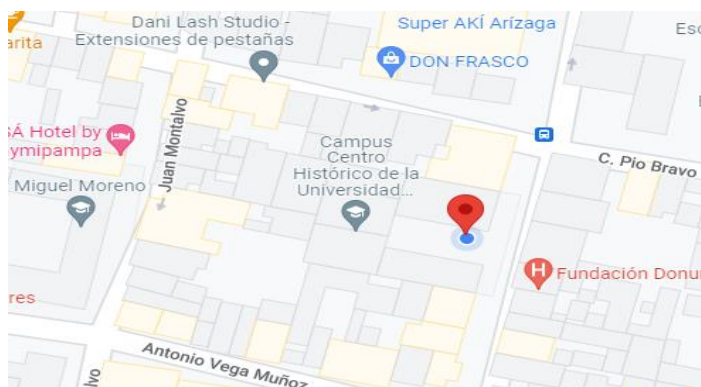 Dani Lash Studio -
Extensiones de pestañas
Super AKÍ Arízaga
DON FRASCO
arita
SÁ Hotel by
ymipampa
Juan Montalvo
Campus
Centro
Histórico de la
Universidad...
C. Pio Bravo
Miguel Moreno
H
Fundación Donu
res
Antonio Vega Muñoz
lvo
Esc